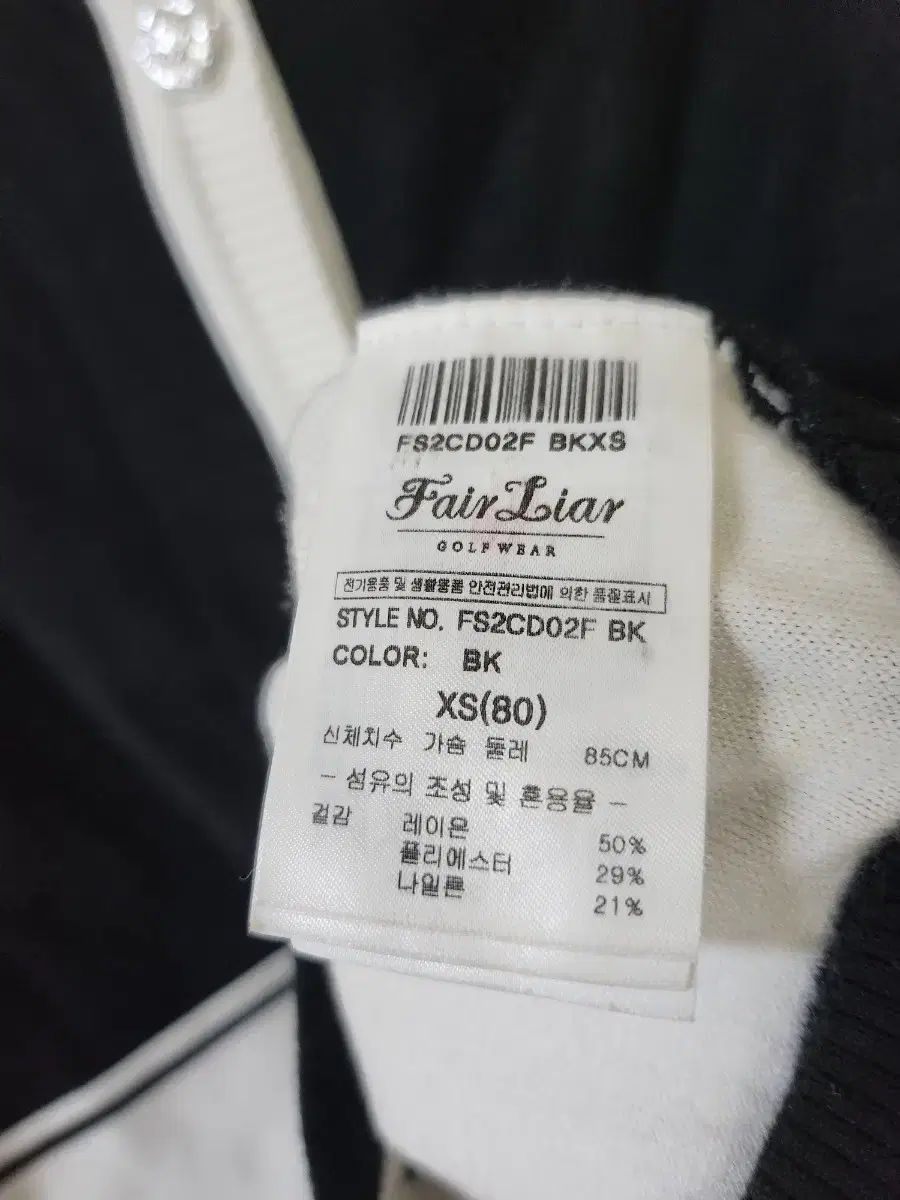 FS2CD02F BKXS
Fair Liar
GOLFWEAR
전기용품 및 생활용품 안전관리법에 의한 품질표시
STYLE NO. FS2CD02F BK
COLOR: BK
XS(80)
신체치수 가슴 둘레 85CM
- 섬유의 조성 및 혼용율 -
겉감 레이온 50%
폴리에스터 29%
나일론 21%